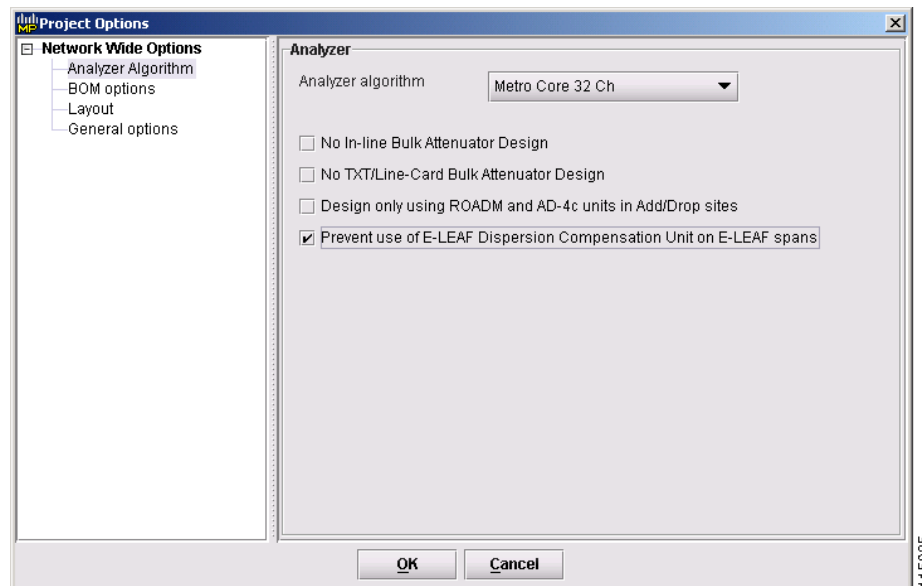 MP Project Options
Network Wide Options
Analyzer Algorithm
BOM options
Layout
General options
Analyzer
Analyzer algorithm
Metro Core 32 Ch
No In-line Bulk Attenuator Design
No TXT/Line-Card Bulk Attenuator Design
Design only using ROADM and AD-4c units in Add/Drop sites
Prevent use of E-LEAF Dispersion Compensation Unit on E-LEAF spans
OK
Cancel